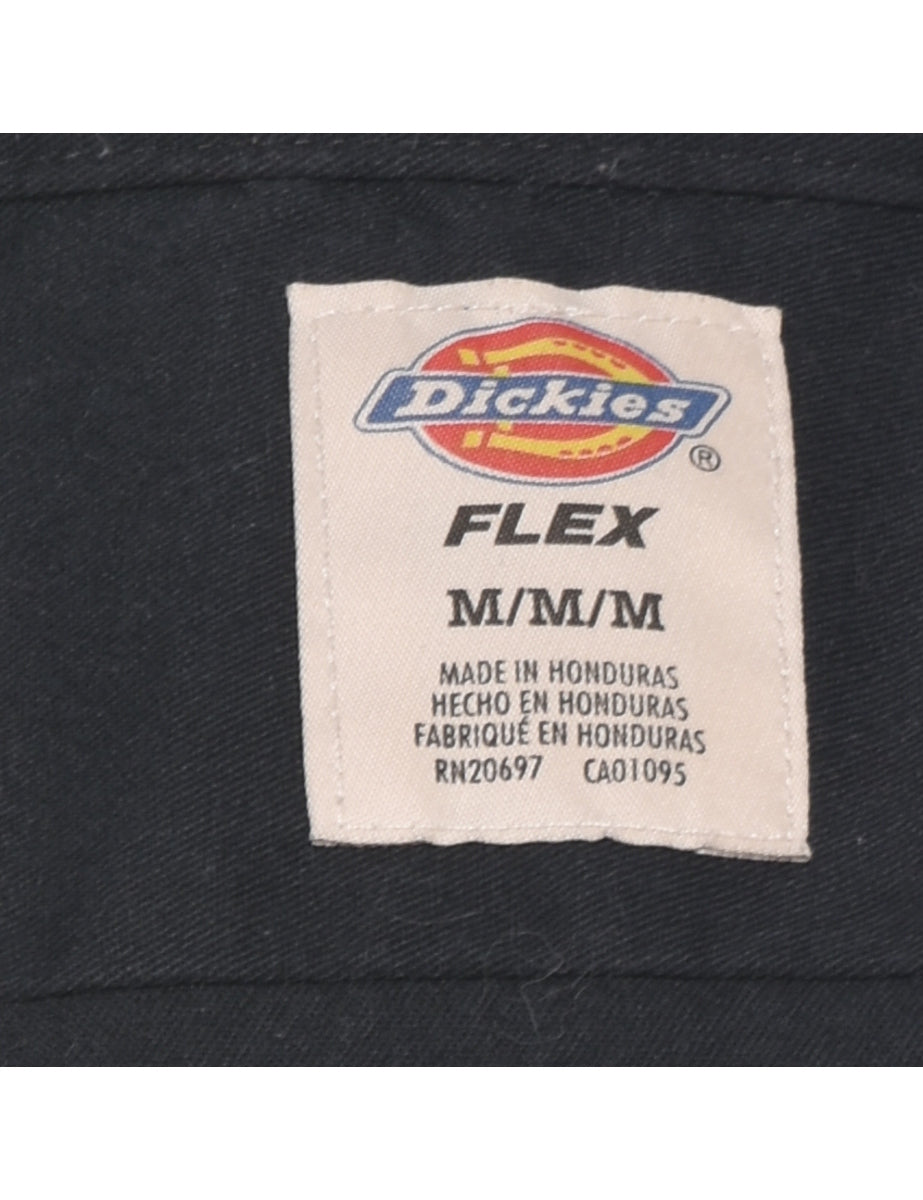 Dickies
®
FLEX
M/M/M
MADE IN HONDURAS
HECHO EN HONDURAS
FABRIQUÉ EN HONDURAS
RN20697 CA01095